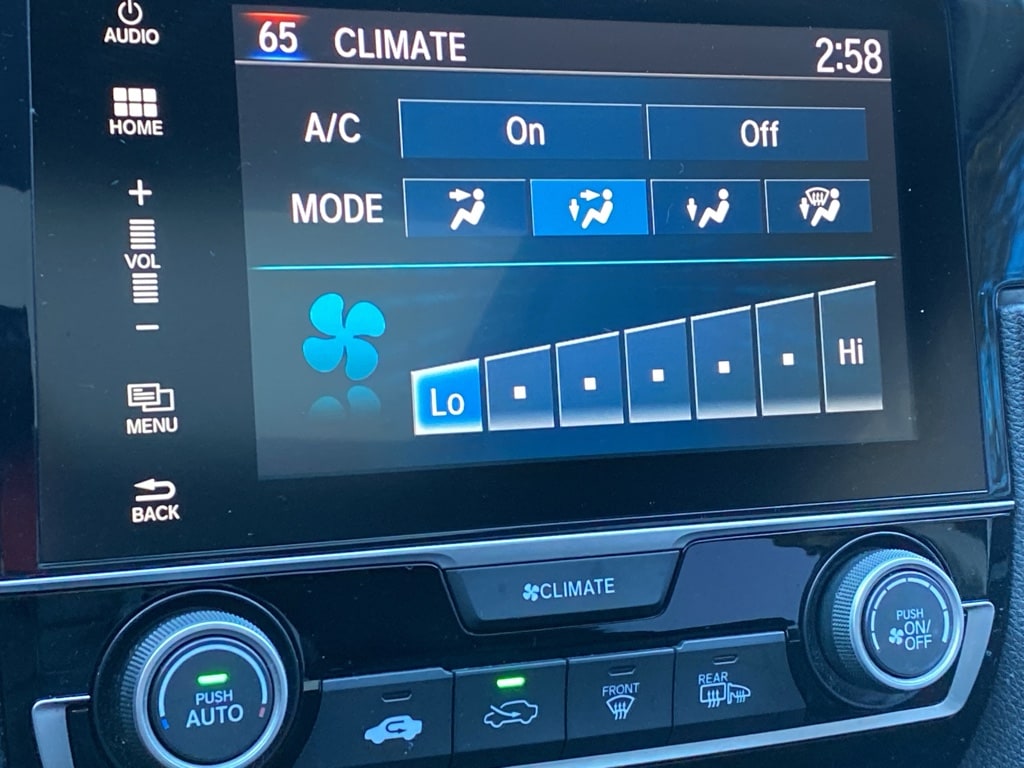 AUDIO
65 CLIMATE 2:58
HOME
A/C On Off
MODE
+
VOL
−
Lo Hi
MENU
BACK
CLIMATE
PUSH
AUTO
FRONT
REAR
PUSH
ON/
OFF